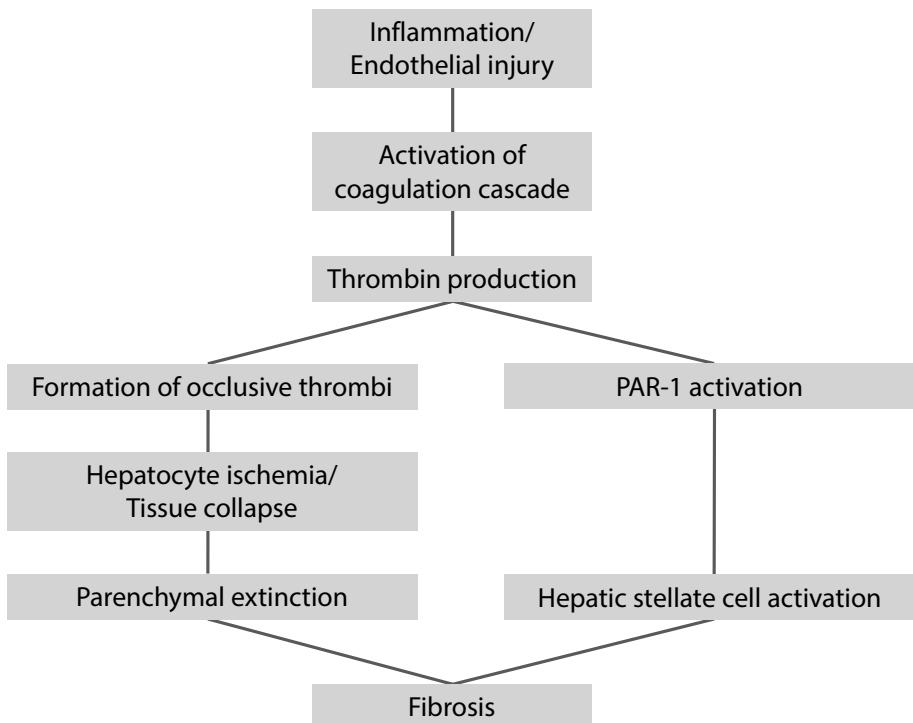 Inflammation/
Endothelial injury
Activation of
coagulation cascade
Thrombin production
Formation of occlusive thrombi
PAR-1 activation
Hepatocyte ischemia/
Tissue collapse
Parenchymal extinction
Hepatic stellate cell activation
Fibrosis